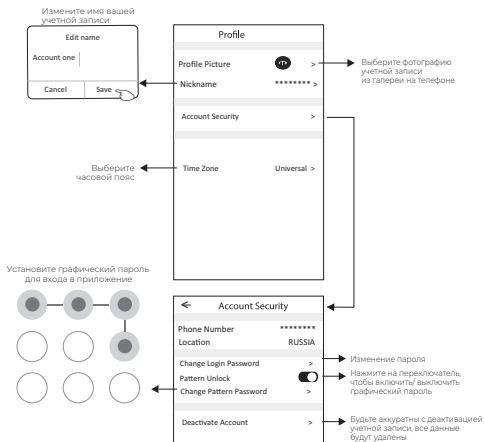 Измените имя вашей
учетной записи
Edit name
Account one
Cancel Save
Profile
Profile Picture >
Nickname ******** >
Account Security >
Time Zone Universal >
Выберите фотографию
учетной записи
из галереи на телефоне
Выберите
часовой пояс
Установите графический пароль
для входа в приложение
Account Security
Phone Number ********
Location RUSSIA
Change Login Password >
Pattern Unlock
Change Pattern Password >
Deactivate Account >
Изменение пароля
Нажмите на переключатель,
чтобы включить/ выключить
графический пароль
Будьте аккуратны с деактивацией
учетной записи, все данные
будут удалены